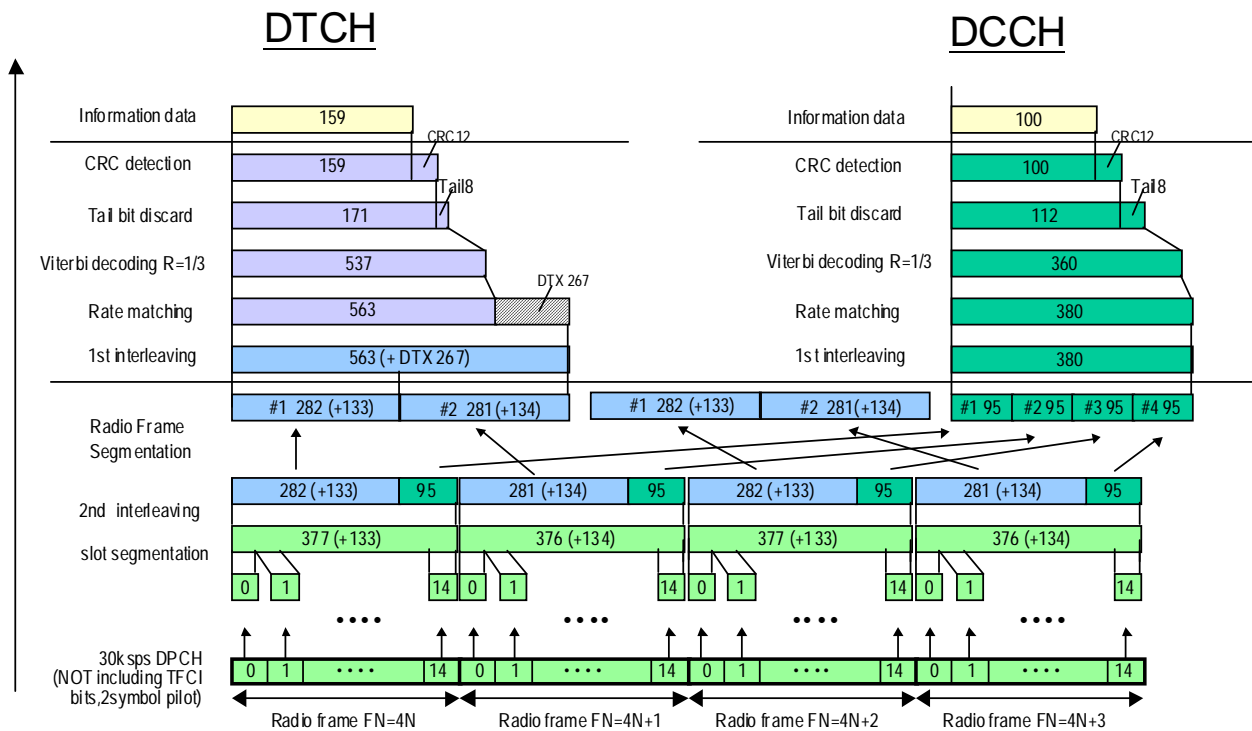 DTCH
DCCH
Information data
159
CRC12
Information data
100
CRC12
CRC detection
159
CRC detection
100
Tail bit discard
171
Tail8
Tail bit discard
112
Tail8
Viterbi decoding R=1/3
537
Viterbi decoding R=1/3
360
DTX 267
Rate matching
563
Rate matching
380
1st interleaving
563 (+ DTX 267)
1st interleaving
380
#1 282 (+133)
#2 281 (+134)
#1 282 (+133)
#2 281(+134)
#1 95
#2 95
#3 95
#4 95
Radio Frame
Segmentation
282 (+133)
95
281 (+134)
95
282 (+133)
95
281 (+134)
95
2nd interleaving
377 (+133)
376 (+134)
377 (+133)
376 (+134)
slot segmentation
0 1 14 0 1 14 0 1 14 0 1 14
•••• •••• •••• ••••
30ksps DPCH
(NOT including TFCI
bits,2symbol pilot)
0 1 •••• 14 0 1 •••• 14 0 1 •••• 14 0 1 •••• 14
Radio frame FN=4N
Radio frame FN=4N+1
Radio frame FN=4N+2
Radio frame FN=4N+3